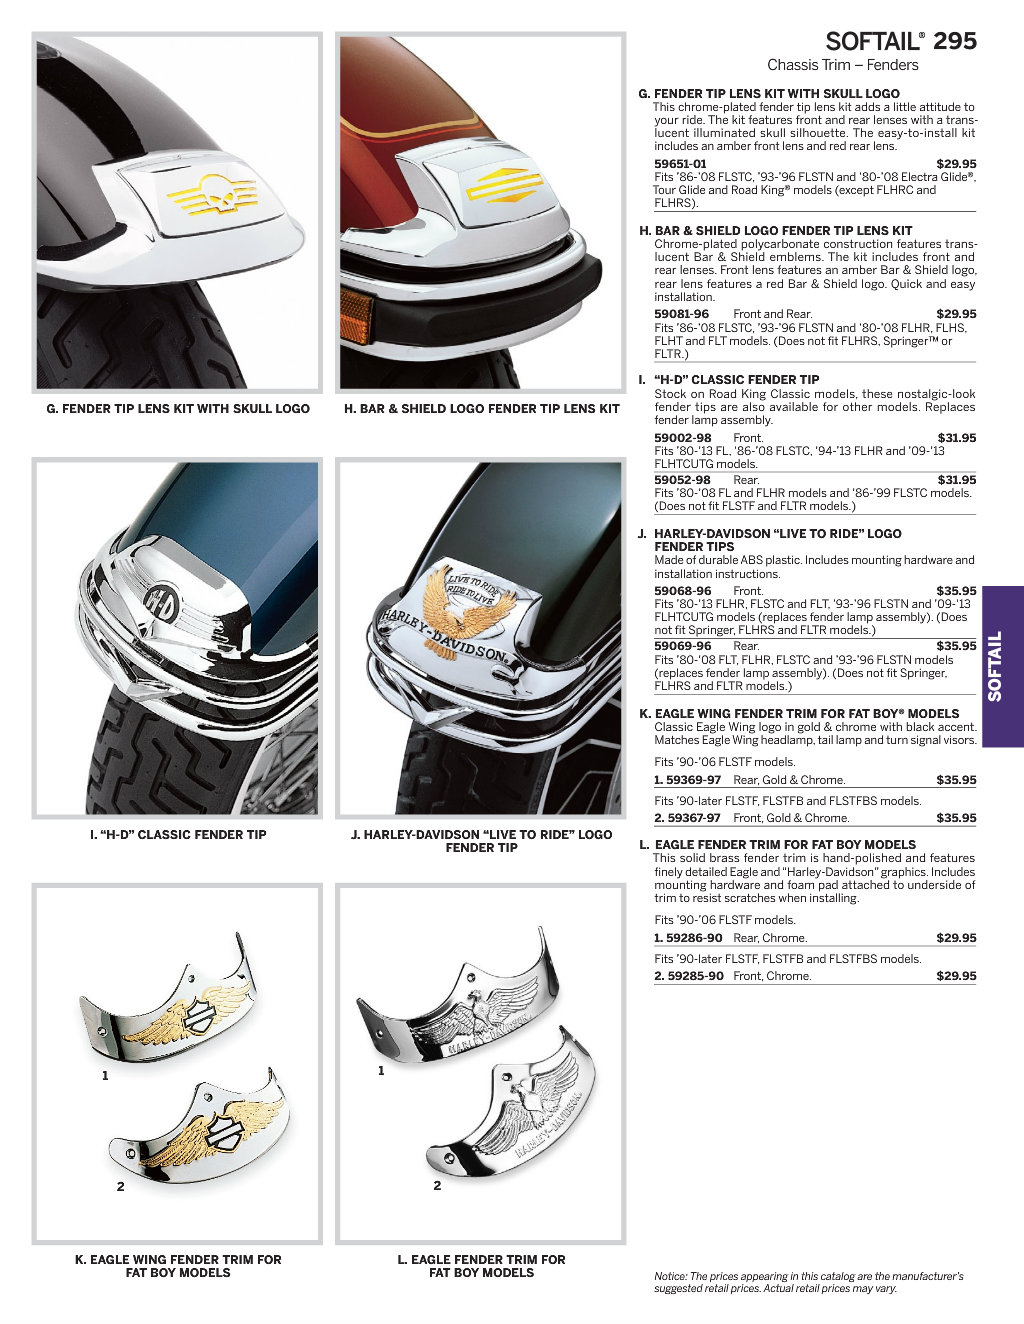 SOFTAIL® 295
Chassis Trim – Fenders
G. FENDER TIP LENS KIT WITH SKULL LOGO
This chrome-plated fender tip lens kit adds a little attitude to
your ride. The kit features front and rear lenses with a trans-
lucent illuminated skull silhouette. The easy-to-install kit
includes an amber front lens and red rear lens.
59651-01 $29.95
Fits ’86-’08 FLSTC, ’93-’96 FLSTN and ’80-’08 Electra Glide®,
Tour Glide and Road King® models (except FLHRC and
FLHRS).
H. BAR & SHIELD LOGO FENDER TIP LENS KIT
Chrome-plated polycarbonate construction features trans-
lucent Bar & Shield emblems. The kit includes front and
rear lenses. Front lens features an amber Bar & Shield logo,
rear lens features a red Bar & Shield logo. Quick and easy
installation.
59081-96 Front and Rear. $29.95
Fits ’86-’08 FLSTC, ’93-’96 FLSTN and ’80-’08 FLHR, FLHS,
FLHT and FLT models. (Does not fit FLHRS, Springer™ or
FLTR.)
I. “H-D” CLASSIC FENDER TIP
Stock on Road King Classic models, these nostalgic-look
fender tips are also available for other models. Replaces
fender lamp assembly.
59002-98 Front. $31.95
Fits ’80-’13 FL, ’86-’08 FLSTC, ’94-’13 FLHR and ’09-’13
FLHTCUTG models.
59052-98 Rear. $31.95
Fits ’80-’08 FL and FLHR models and ’86-’99 FLSTC models.
(Does not fit FLSTF and FLTR models.)
J. HARLEY-DAVIDSON “LIVE TO RIDE” LOGO
FENDER TIPS
Made of durable ABS plastic. Includes mounting hardware and
installation instructions.
59068-96 Front. $35.95
Fits ’80-’13 FLHR, FLSTC and FLT, ’93-’96 FLSTN and ’09-’13
FLHTCUTG models (replaces fender lamp assembly). (Does
not fit Springer, FLHRS and FLTR models.)
59069-96 Rear. $35.95
Fits ’80-’08 FLT, FLHR, FLSTC and ’93-’96 FLSTN models
(replaces fender lamp assembly). (Does not fit Springer,
FLHRS and FLTR models.)
K. EAGLE WING FENDER TRIM FOR FAT BOY® MODELS
Classic Eagle Wing logo in gold & chrome with black accent.
Matches Eagle Wing headlamp, tail lamp and turn signal visors.
Fits ’90-’06 FLSTF models.
1. 59369-97 Rear, Gold & Chrome. $35.95
Fits ’90-later FLSTF, FLSTFB and FLSTFBS models.
2. 59367-97 Front, Gold & Chrome. $35.95
L. EAGLE FENDER TRIM FOR FAT BOY MODELS
This solid brass fender trim is hand-polished and features
finely detailed Eagle and “Harley-Davidson” graphics. Includes
mounting hardware and foam pad attached to underside of
trim to resist scratches when installing.
Fits ’90-’06 FLSTF models.
1. 59286-90 Rear, Chrome. $29.95
Fits ’90-later FLSTF, FLSTFB and FLSTFBS models.
2. 59285-90 Front, Chrome. $29.95
SOFTAIL
G. FENDER TIP LENS KIT WITH SKULL LOGO
H. BAR & SHIELD LOGO FENDER TIP LENS KIT
H-D
I. “H-D” CLASSIC FENDER TIP
LIVE TO RIDE
RIDE TO LIVE
HARLEY-DAVIDSON®
J. HARLEY-DAVIDSON “LIVE TO RIDE” LOGO
FENDER TIP
1
2
K. EAGLE WING FENDER TRIM FOR
FAT BOY MODELS
HARLEY-DAVIDSON
1
HARLEY-DAVIDSON
2
L. EAGLE FENDER TRIM FOR
FAT BOY MODELS
Notice: The prices appearing in this catalog are the manufacturer’s
suggested retail prices. Actual retail prices may vary.